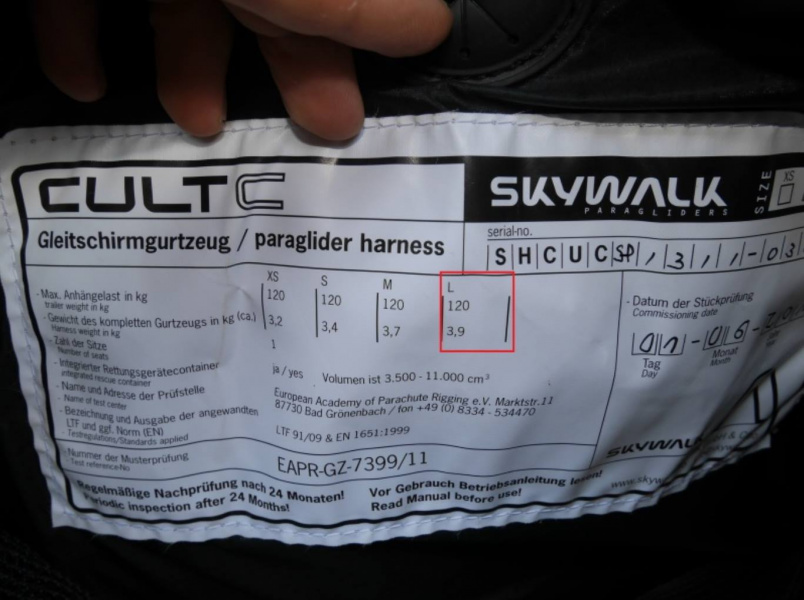 CULT C
SKYWALK
PARAGLIDERS
SIZE
XS
Gleitschirmgurtzeug / paraglider harness
serial-no.
SHCUC
XS S M L
- Max. Anhängelast in kg 120 120 120 120
trailer weight in kg
- Gewicht des kompletten Gurtzeugs in kg (ca.) 3,2 3,4 3,7 3,9
Harness weight in kg
- Zahl der Sitze 1
Number of seats
- Integrierter Rettungsgerätecontainer ja / yes Volumen ist 3.500 - 11.000 cm³
integrated rescue container
- Name und Adresse der Prüfstelle European Academy of Parachute Rigging e.V. Marktstr.11
- Name of test center 87730 Bad Grönenbach / fon +49 (0) 8334 - 534470
- Bezeichnung und Ausgabe der angewandten
LTF und ggf. Norm (EN) LTF 91/09 & EN 1651:1999
- Testregulations/Standards applied
- Nummer der Musterprüfung EAPR-GZ-7399/11
- Test reference-No
- Datum der Stückprüfung
Commissioning date
Tag Monat
Day Month
SKYWALK
www.skyw
Regelmäßige Nachprüfung nach 24 Monaten!
Periodic inspection after 24 Months!
Vor Gebrauch Betriebsanleitung lesen!
Read Manual before use!